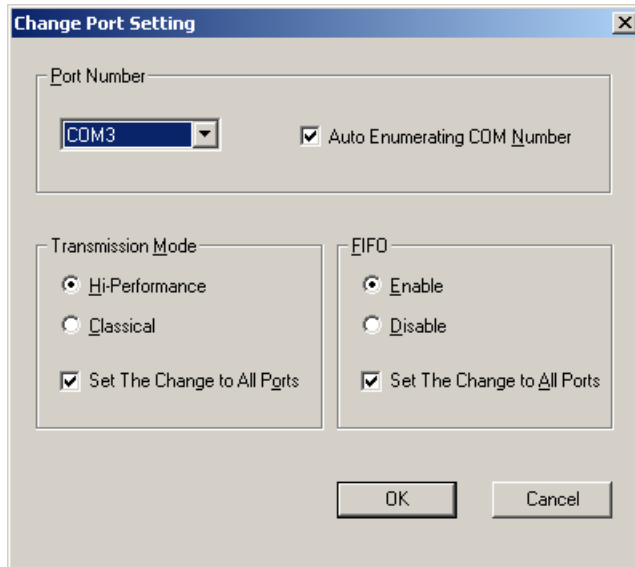 Change Port Setting
Port Number
COM3
Auto Enumerating COM Number
Transmission Mode
Hi-Performance
Classical
Set The Change to All Ports
FIFO
Enable
Disable
Set The Change to All Ports
OK
Cancel